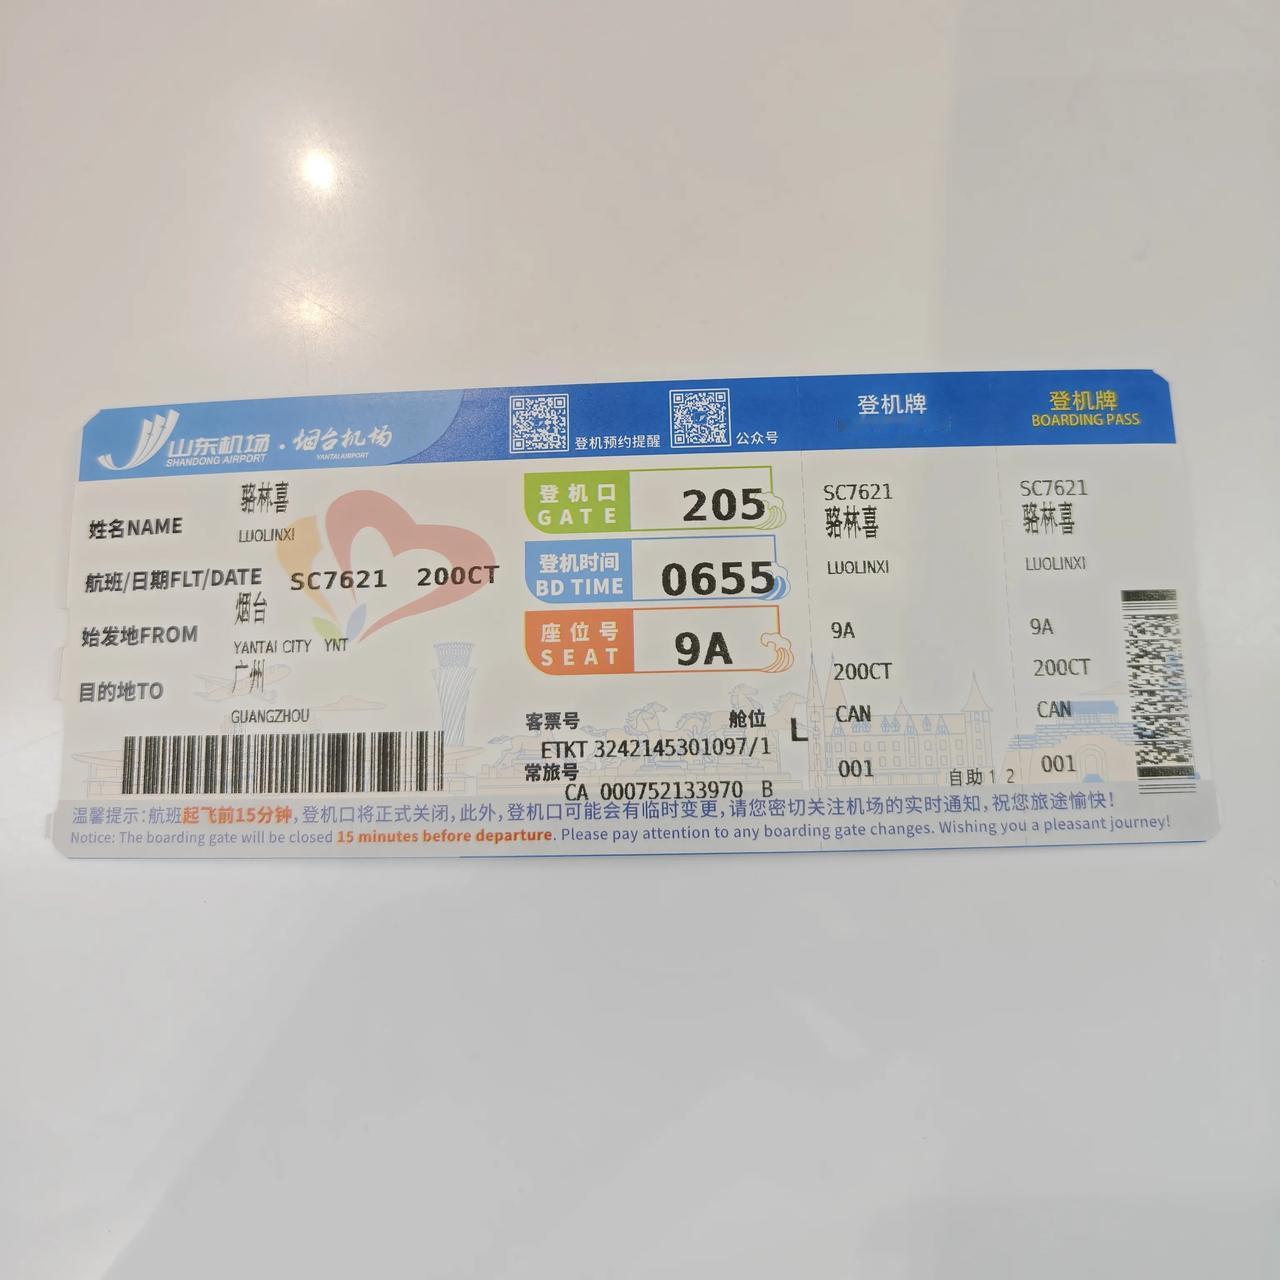 山东机场·烟台机场
SHANDONG AIRPORT
YANTAI AIRPORT
登机预约提醒
公众号
登机牌
登机牌
BOARDING PASS
姓名NAME
骆林喜
LUOLINXI
航班/日期FLT/DATE SC7621 20OCT
始发地FROM
烟台
YANTAI CITY YNT
目的地TO
广州
GUANGZHOU
登机口 205
GATE
登机时间 0655
BD TIME
座位号 9A
SEAT
客票号 舱位 L
ETKT 3242145301097/1
常旅号
CA 000752133970 B
SC7621
骆林喜
LUOLINXI
9A
20OCT
CAN
001
自助12
SC7621
骆林喜
LUOLINXI
9A
20OCT
CAN
001
温馨提示:航班起飞前15分钟,登机口将正式关闭,此外,登机口可能会有临时变更,请您密切关注机场的实时通知,祝您旅途愉快!
Notice: The boarding gate will be closed 15 minutes before departure. Please pay attention to any boarding gate changes. Wishing you a pleasant journey!